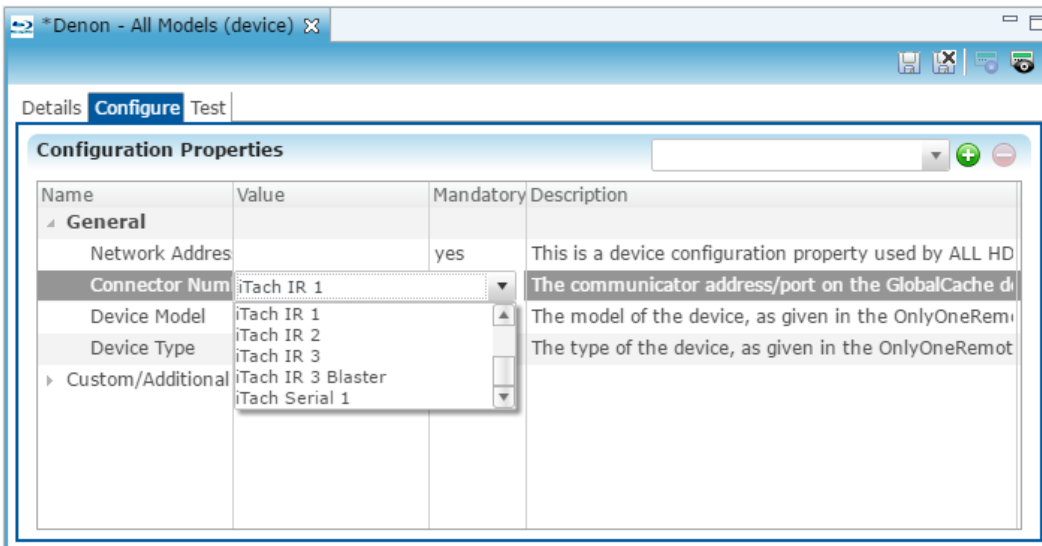 *Denon - All Models (device)
Details Configure Test
Configuration Properties
Name Value Mandatory Description
General
Network Addres yes This is a device configuration property used by ALL HD
Connector Num iTach IR 1 The communicator address/port on the GlobalCache d
iTach IR 1
Device Model The model of the device, as given in the OnlyOneRem
iTach IR 2
iTach IR 3
Device Type The type of the device, as given in the OnlyOneRemot
Custom/Additional iTach IR 3 Blaster
iTach Serial 1